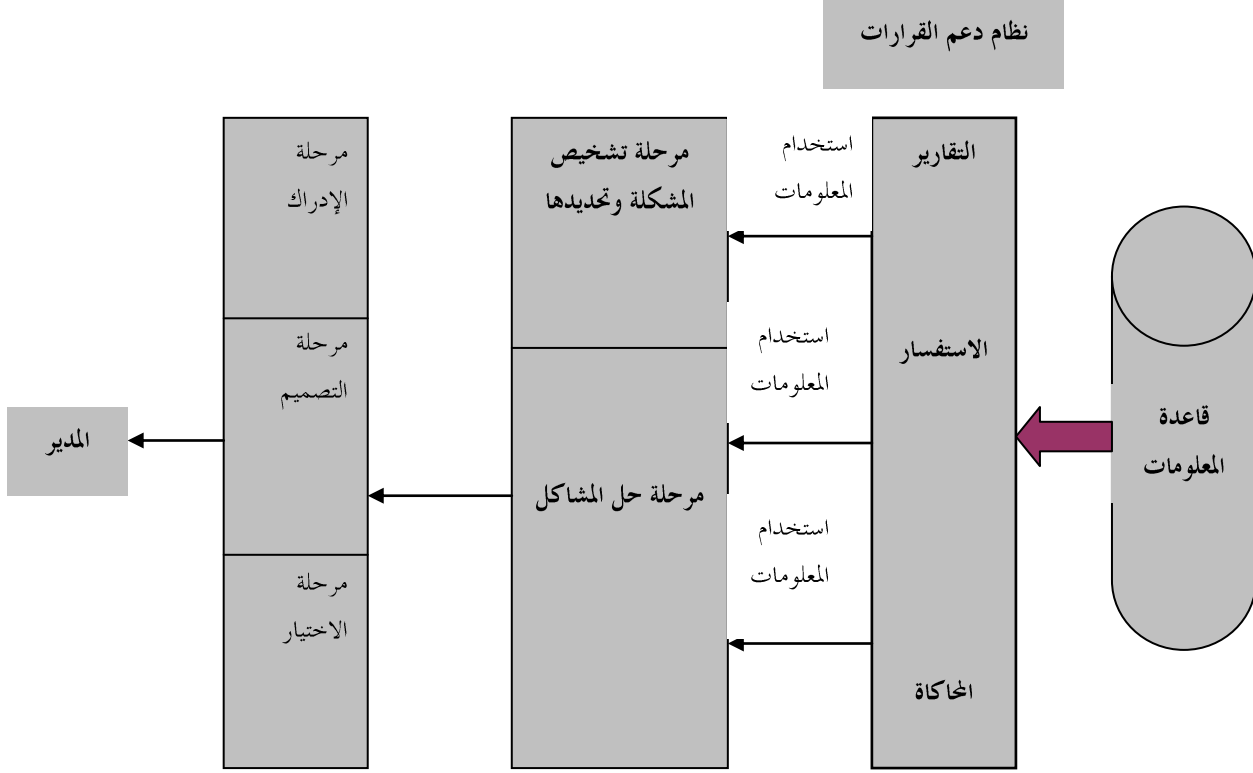 نظام دعم القرارات
قاعدة
المعلومات
التقارير
الاستفسار
المحاكاة
استخدام
المعلومات
استخدام
المعلومات
استخدام
المعلومات
مرحلة تشخيص
المشكلة وتحديدها
مرحلة حل المشاكل
مرحلة
الإدراك
مرحلة
التصميم
مرحلة
الاختيار
المدير